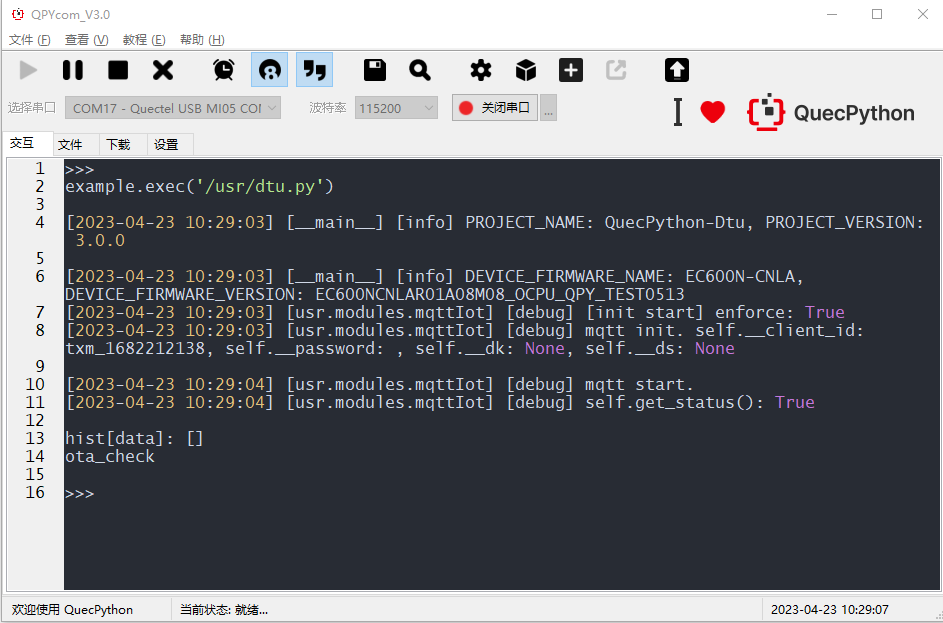 QPYcom_V3.0
文件 (F) 查看 (V) 教程 (E) 帮助 (H)
选择串口 COM17 - Quectel USB MI05 COM 波特率 115200 关闭串口 ... QuecPython
交互 文件 下载 设置
1 >>>
2 example.exec('/usr/dtu.py')
3
4 [2023-04-23 10:29:03] [__main__] [info] PROJECT_NAME: QuecPython-Dtu, PROJECT_VERSION:
3.0.0
5
6 [2023-04-23 10:29:03] [__main__] [info] DEVICE_FIRMWARE_NAME: EC600N-CNLA,
DEVICE_FIRMWARE_VERSION: EC600NCNLAR01A08M08_OCPU_QPY_TEST0513
7 [2023-04-23 10:29:03] [usr.modules.mqttIot] [debug] [init start] enforce: True
8 [2023-04-23 10:29:03] [usr.modules.mqttIot] [debug] mqtt init. self.__client_id:
txm_1682212138, self.__password: , self.__dk: None, self.__ds: None
9
10 [2023-04-23 10:29:04] [usr.modules.mqttIot] [debug] mqtt start.
11 [2023-04-23 10:29:04] [usr.modules.mqttIot] [debug] self.get_status(): True
12
13 hist[data]: []
14 ota_check
15
16 >>>
欢迎使用 QuecPython 当前状态: 就绪... 2023-04-23 10:29:07